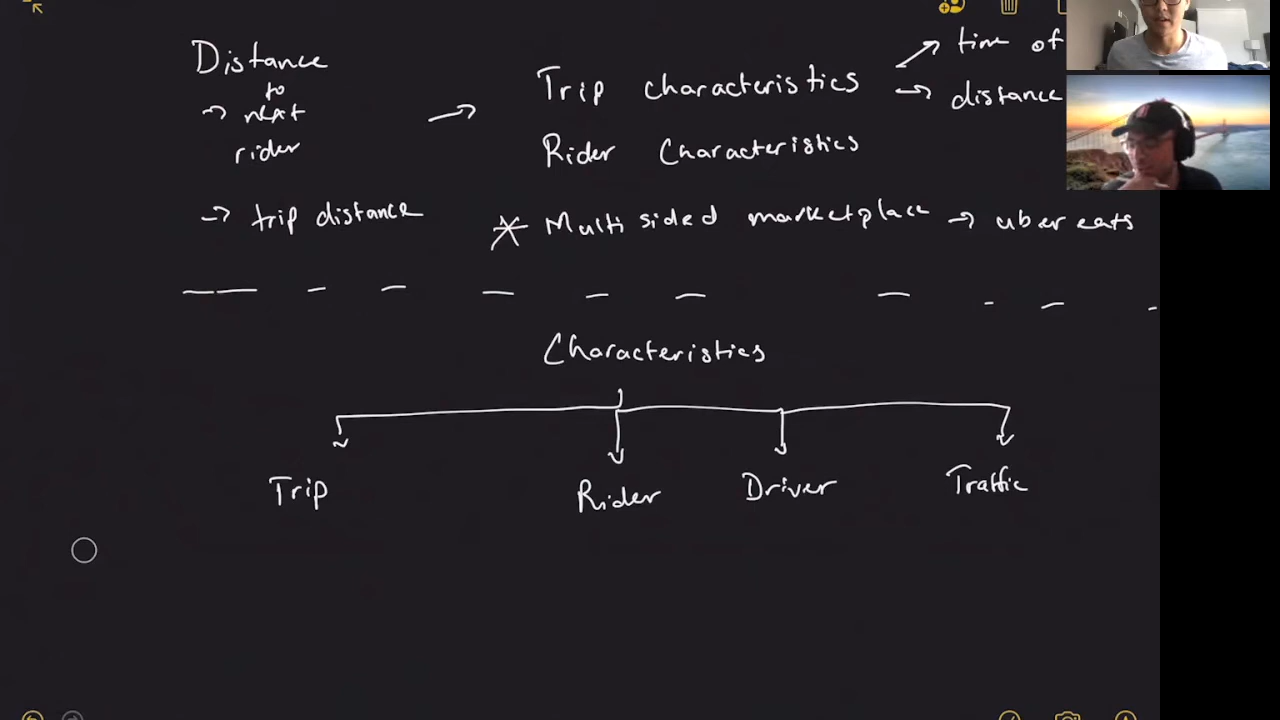 Distance
to
→ next
rider
→ trip distance
→ Trip characteristics
→ time of
→ distance
Rider Characteristics
* Multi sided marketplace → uber eats
Characteristics
Trip
Rider
Driver
Traffic